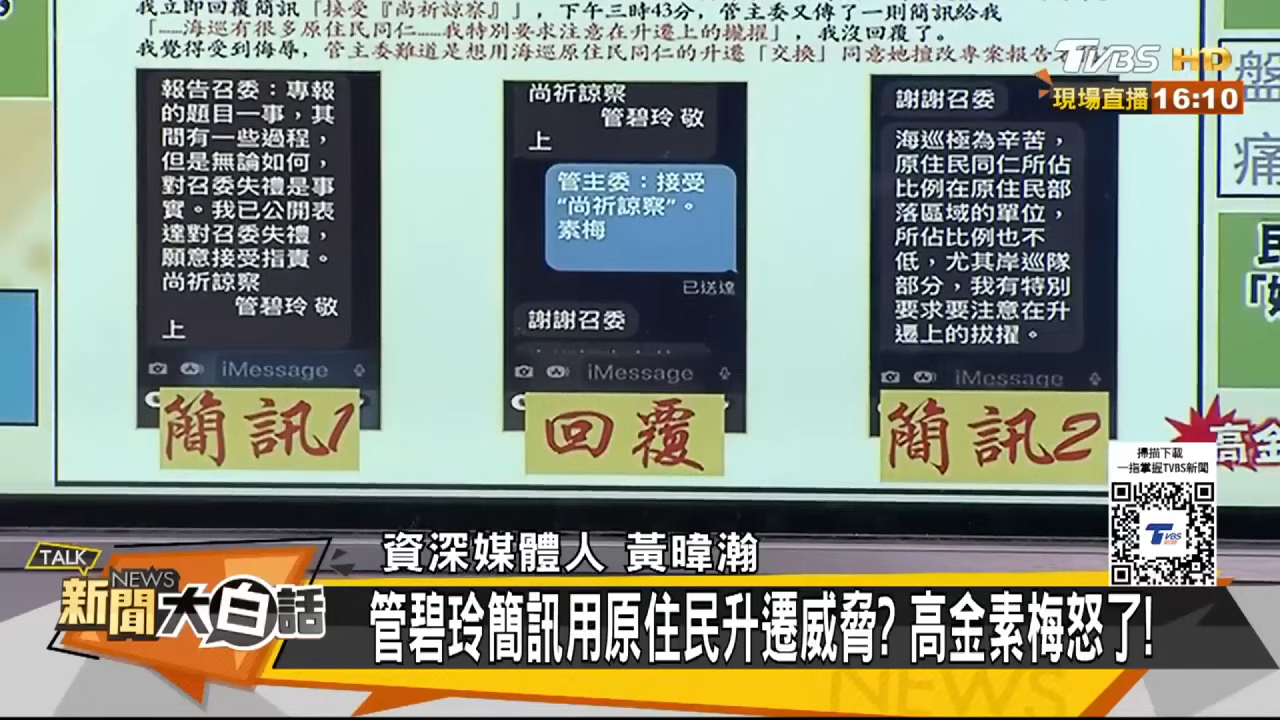 我立即回覆簡訊「接受『尚祈諒察』」，下午三時43分，管主委又傳了一則簡訊給我
「……海巡有很多原住民同仁……我特別要求注意在升遷上的攏擢」，我沒回覆了。
我覺得受到侮辱，管主委難道是想用海巡原住民同仁的升遷「交換」同意她擅改專案報告
TVBS HD
現場直播 16:10
報告召委：專報
的題目一事，其
間有一些過程，
但是無論如何，
對召委失禮是事
實。我已公開表
達對召委失禮，
願意接受指責。
尚祈諒察
管碧玲 敬
上
iMessage
簡訊1
尚祈諒察
管碧玲 敬
上
管主委：接受
“尚祈諒察”。
素梅
已送達
謝謝召委
iMessage
回覆
謝謝召委
海巡極為辛苦，
原住民同仁所佔
比例在原住民部
落區域的單位，
所佔比例也不
低，尤其岸巡隊
部分，我有特別
要求要注意在升
遷上的拔擢。
iMessage
簡訊2
盤
痛
高金
掃描下載
一指掌握TVBS新聞
TVBS
資深媒體人 黃暐瀚
TALK
NEWS
新聞大白話
管碧玲簡訊用原住民升遷威脅? 高金素梅怒了!
NEWS